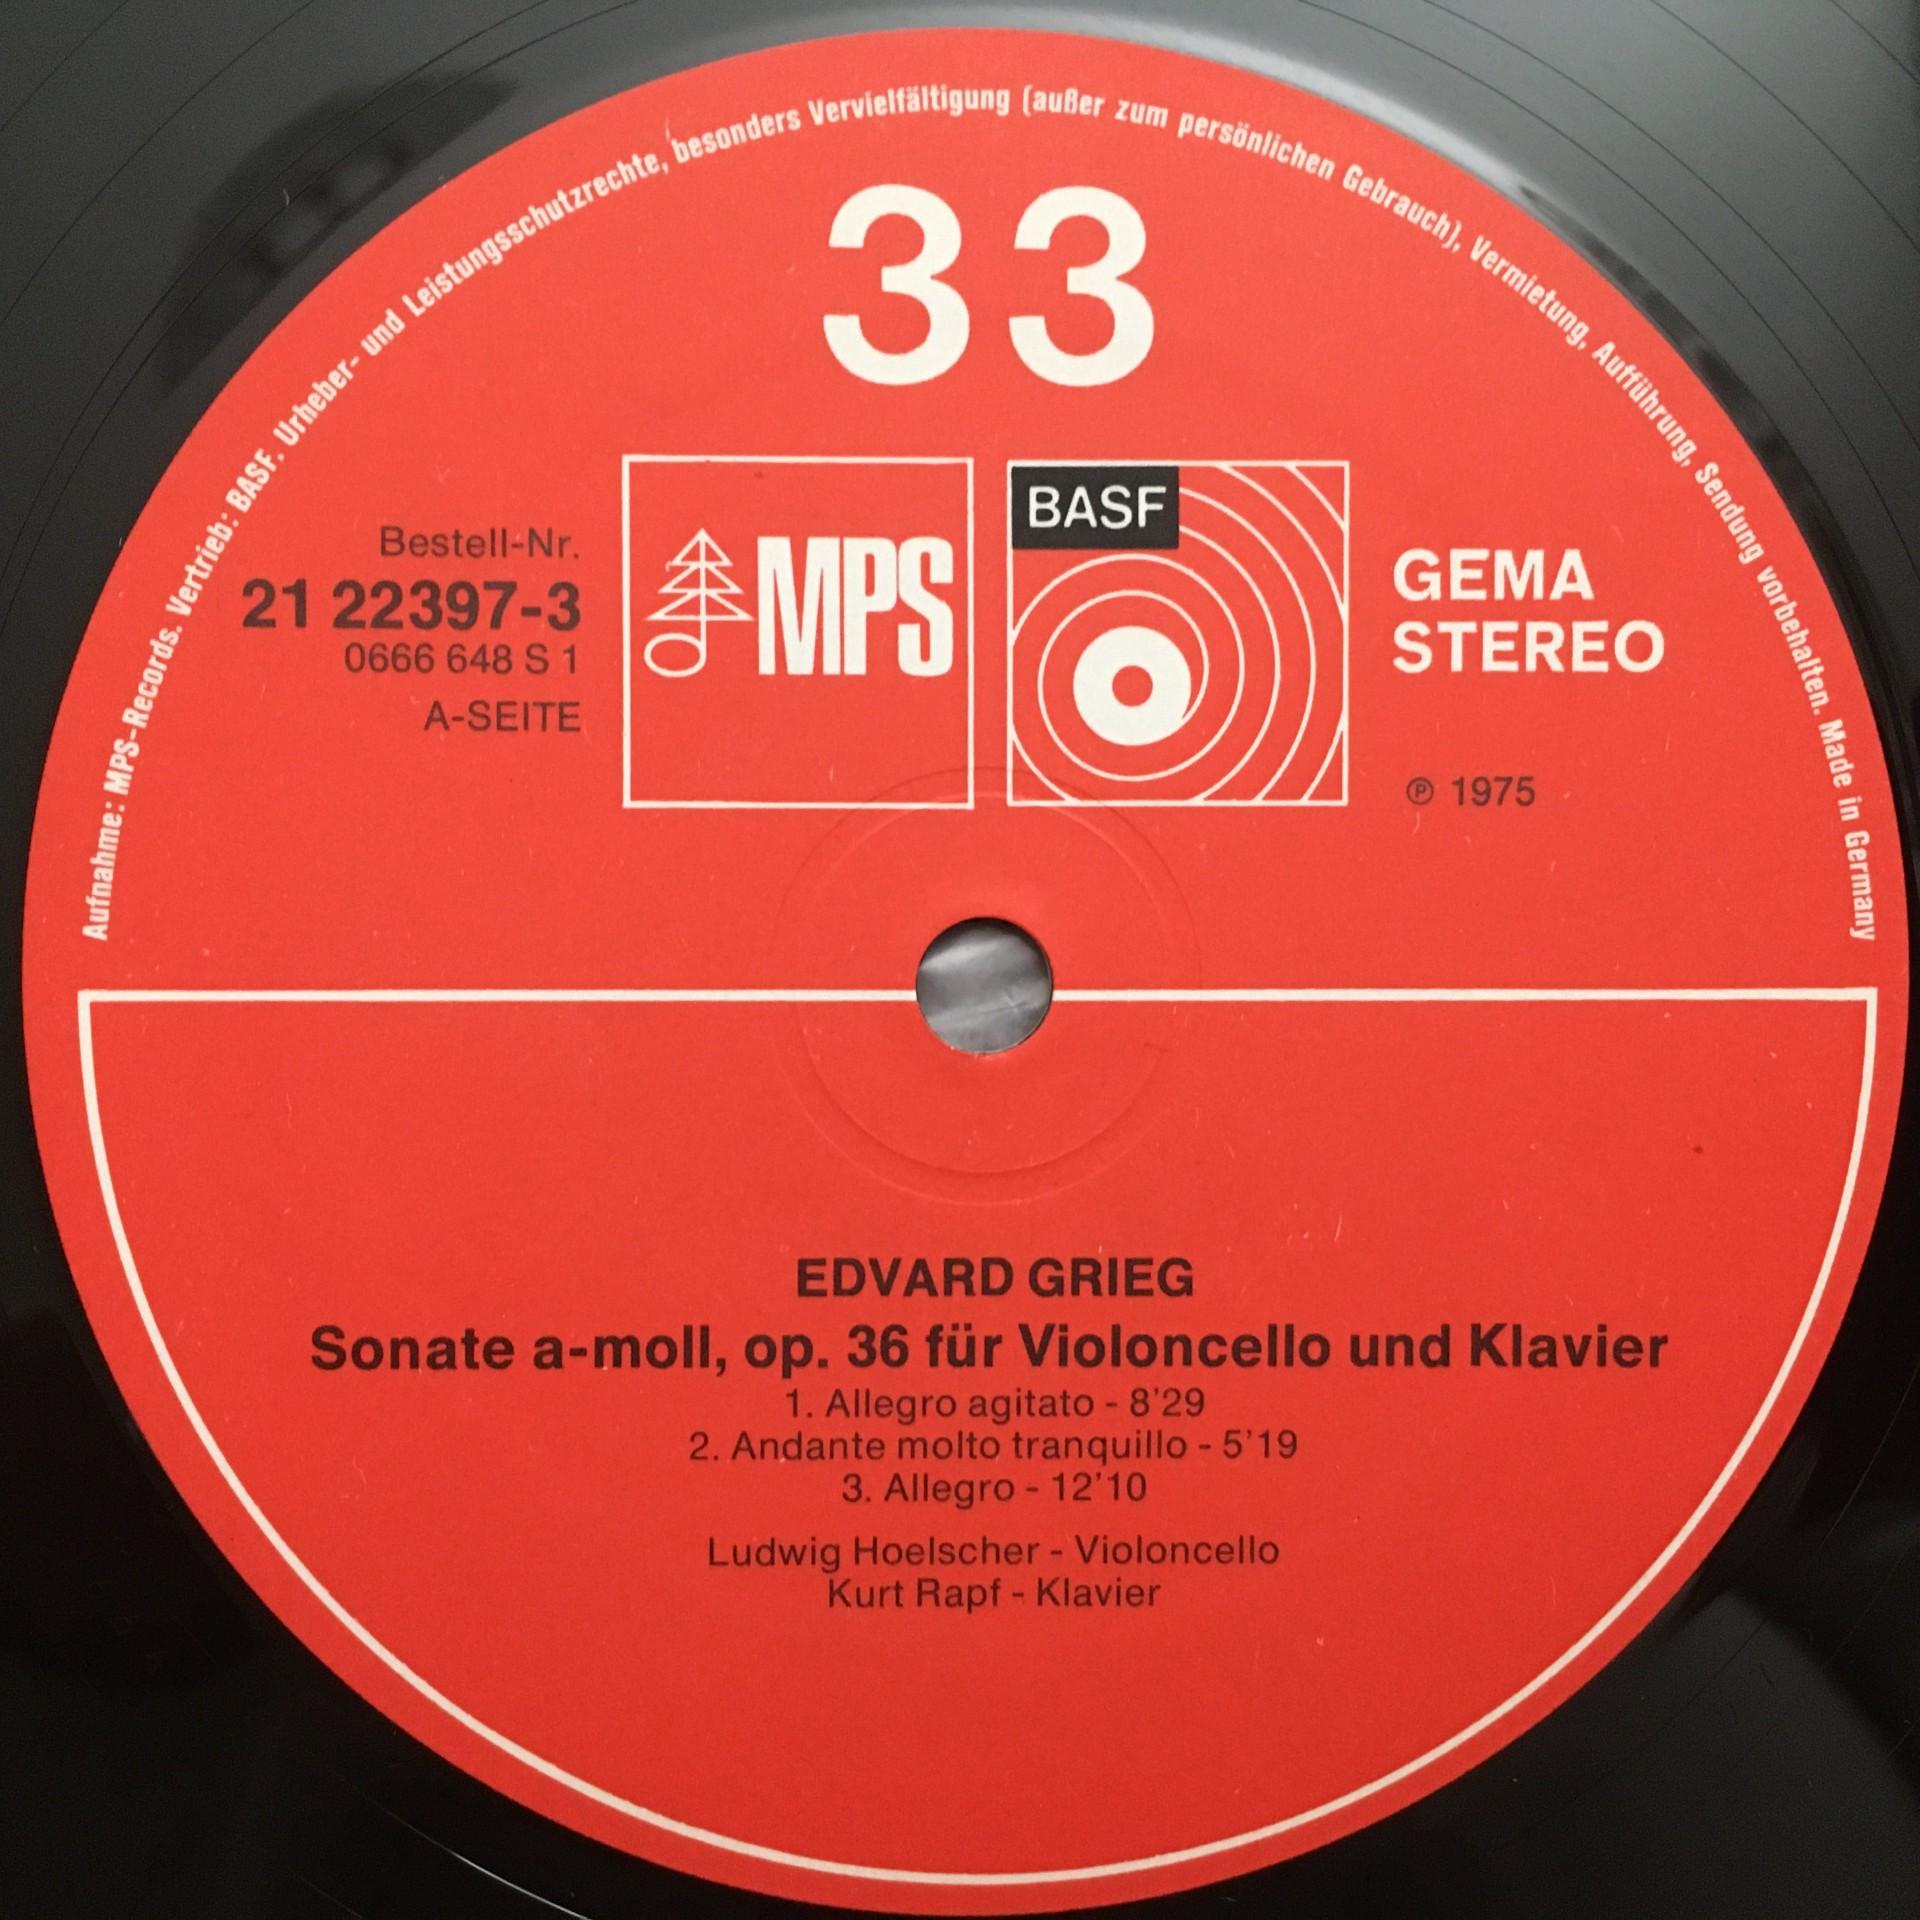 Aufnahme: MPS-Records. Vertrieb: BASF. Urheber- und Leistungsschutzrechte, besonders Vervielfältigung (außer zum persönlichen Gebrauch), Vermietung, Aufführung, Sendung vorbehalten. Made in Germany
33
Bestell-Nr.
21 22397-3
0666 648 S 1
A-SEITE
MPS
BASF
GEMA
STEREO
℗ 1975
EDVARD GRIEG
Sonate a-moll, op. 36 für Violoncello und Klavier
1. Allegro agitato - 8'29
2. Andante molto tranquillo - 5'19
3. Allegro - 12'10
Ludwig Hoelscher - Violoncello
Kurt Rapf - Klavier